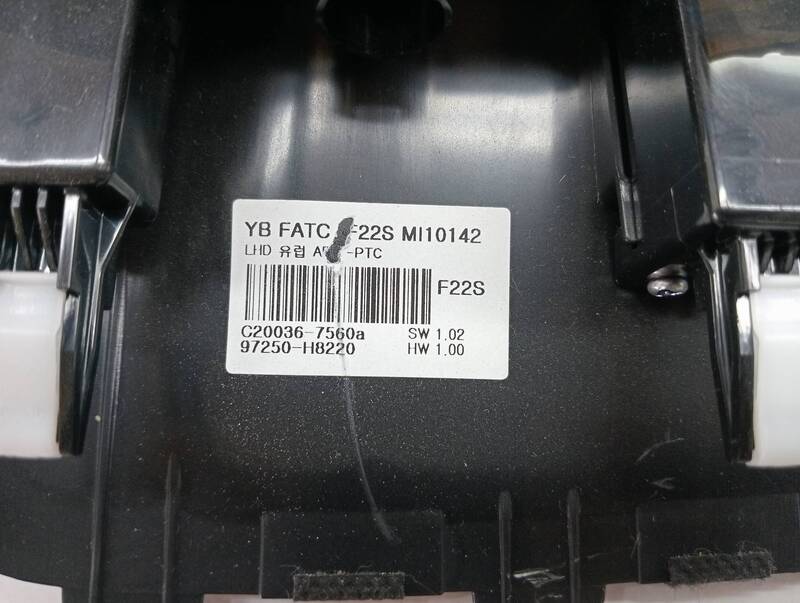 YB FATC F22S MI10142
LHD 유럽 -PTC
F22S
C20036-7560a SW 1.02
97250-H8220 HW 1.00